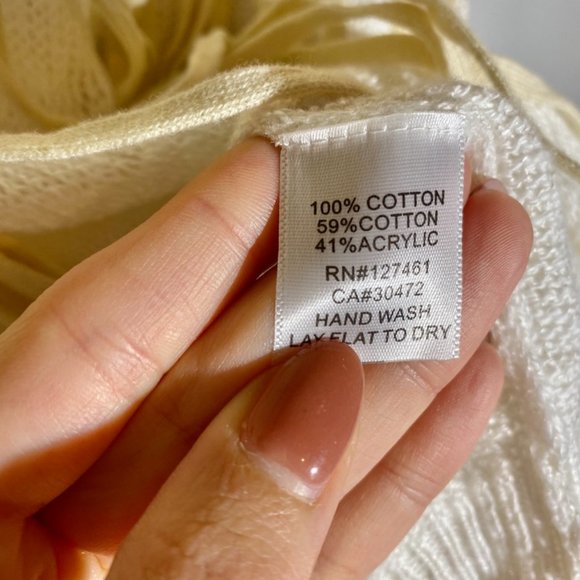 100% COTTON
59%COTTON
41%ACRYLIC
RN#127461
CA#30472
HAND WASH
LAY FLAT TO DRY